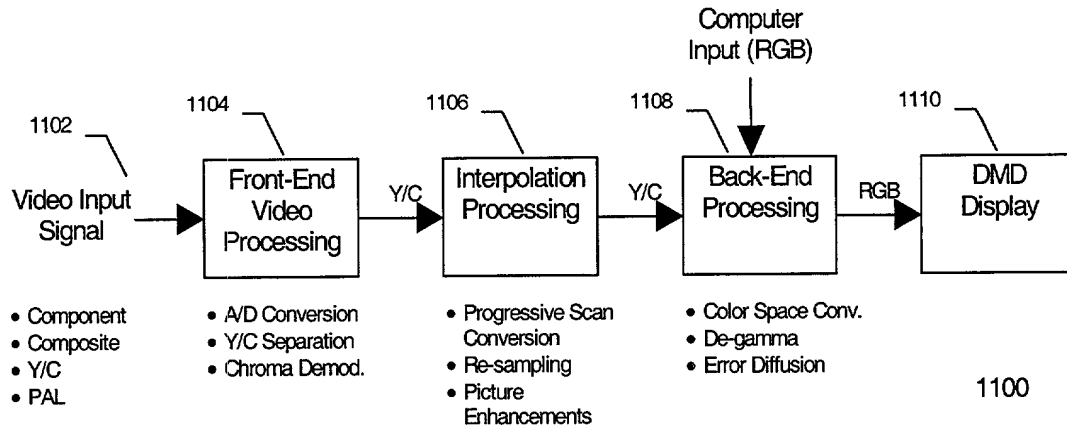 Computer
Input (RGB)
1102
1104
1106
1108
1110
Video Input
Signal
Front-End
Video
Processing
Y/C
Interpolation
Processing
Y/C
Back-End
Processing
RGB
DMD
Display
• Component
• Composite
• Y/C
• PAL
• A/D Conversion
• Y/C Separation
• Chroma Demod.
• Progressive Scan
Conversion
• Re-sampling
• Picture
Enhancements
• Color Space Conv.
• De-gamma
• Error Diffusion
1100